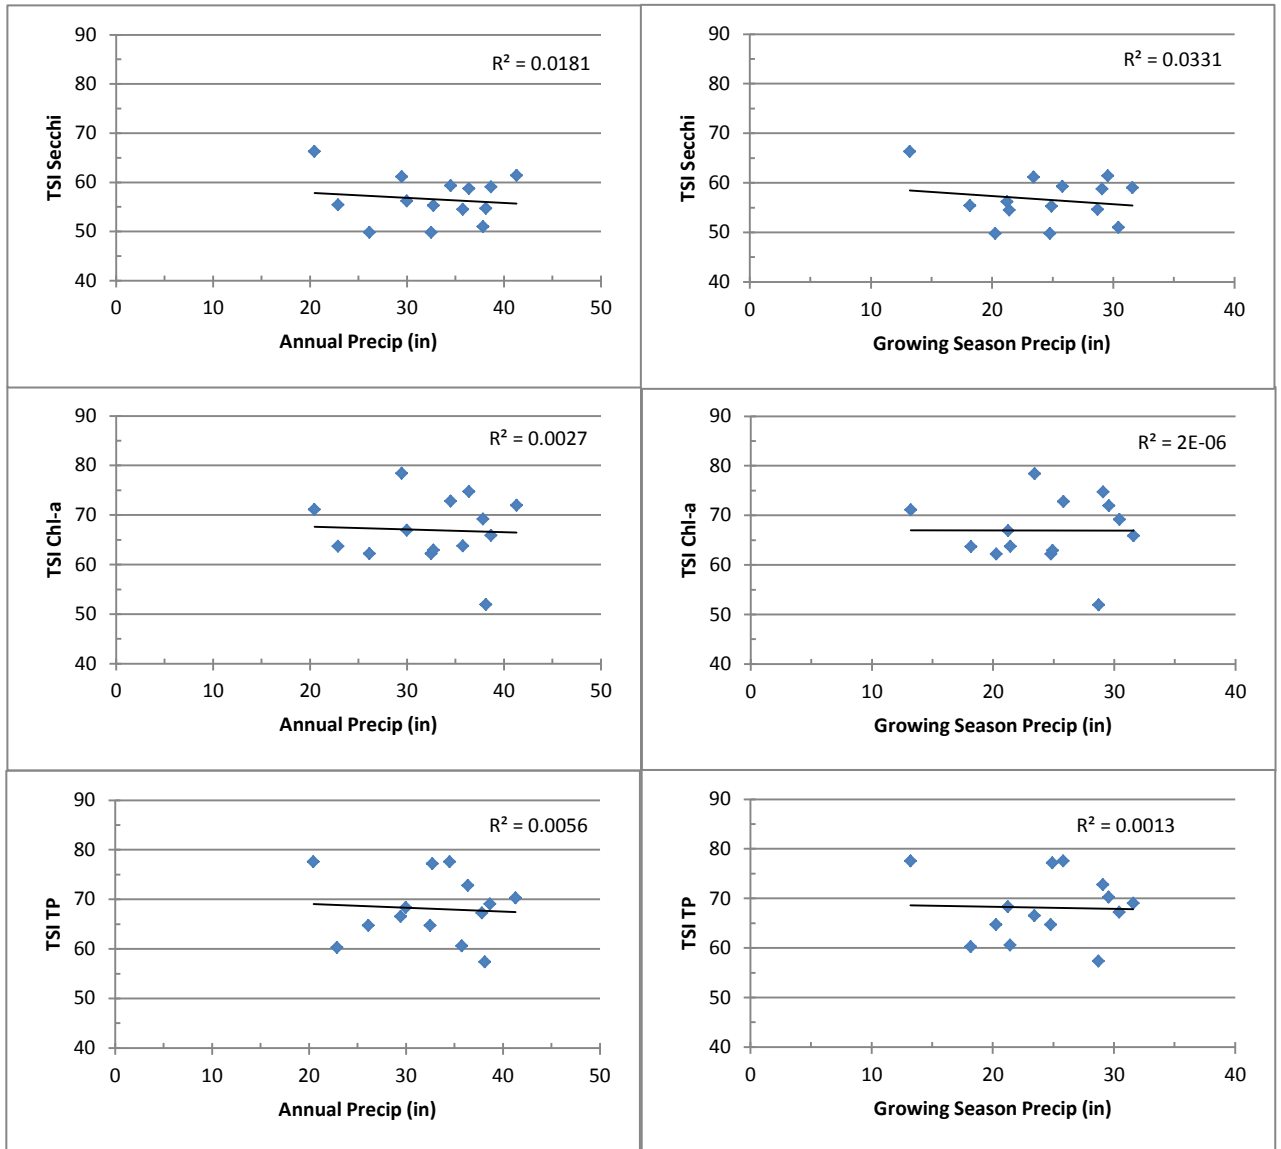 90
80
70
60
50
40
TSI Secchi
R² = 0.0181
0 10 20 30 40 50
Annual Precip (in)
90
80
70
60
50
40
TSI Secchi
R² = 0.0331
0 10 20 30 40
Growing Season Precip (in)
90
80
70
60
50
40
TSI Chl-a
R² = 0.0027
0 10 20 30 40 50
Annual Precip (in)
90
80
70
60
50
40
TSI Chl-a
R² = 2E-06
0 10 20 30 40
Growing Season Precip (in)
90
80
70
60
50
40
TSI TP
R² = 0.0056
0 10 20 30 40 50
Annual Precip (in)
90
80
70
60
50
40
TSI TP
R² = 0.0013
0 10 20 30 40
Growing Season Precip (in)